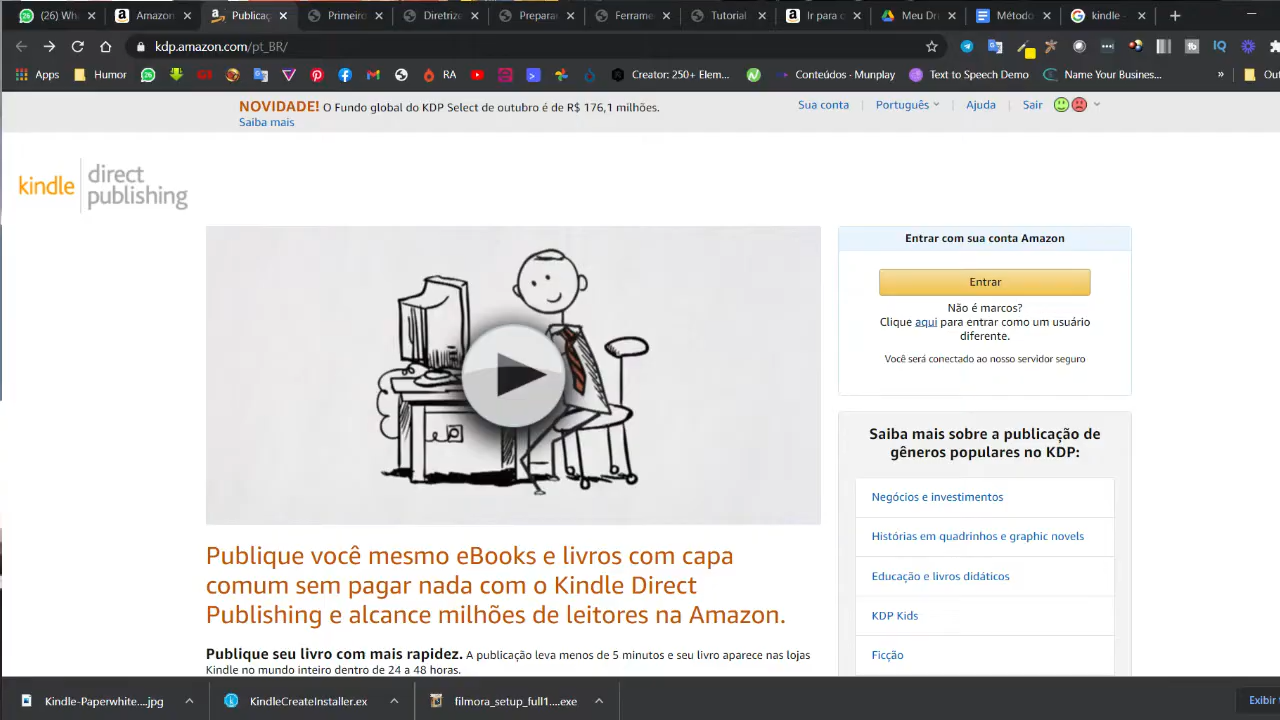 (26) Wha
Amazon
Publicaç
Primeiro
Diretrize
Preparar
Ferrame
Tutorial
Ir para c
Meu Dr
Método
kindle -
kdp.amazon.com/pt_BR/
Apps
Humor
RA
Creator: 250+ Elem...
Conteúdos · Munplay
Text to Speech Demo
Name Your Business...
»
NOVIDADE! O Fundo global do KDP Select de outubro é de R$ 176,1 milhões.
Saiba mais
Sua conta
Português
Ajuda
Sair
kindle direct publishing
Entrar com sua conta Amazon
Entrar
Não é marcos?
Clique aqui para entrar como um usuário
diferente.
Você será conectado ao nosso servidor seguro
Saiba mais sobre a publicação de
gêneros populares no KDP:
Negócios e investimentos
Histórias em quadrinhos e graphic novels
Educação e livros didáticos
KDP Kids
Ficção
Publique você mesmo eBooks e livros com capa
comum sem pagar nada com o Kindle Direct
Publishing e alcance milhões de leitores na Amazon.
Publique seu livro com mais rapidez. A publicação leva menos de 5 minutos e seu livro aparece nas lojas
Kindle no mundo inteiro dentro de 24 a 48 horas.
Kindle-Paperwhite....jpg
KindleCreateInstaller.ex
filmora_setup_full1....exe
Exibir